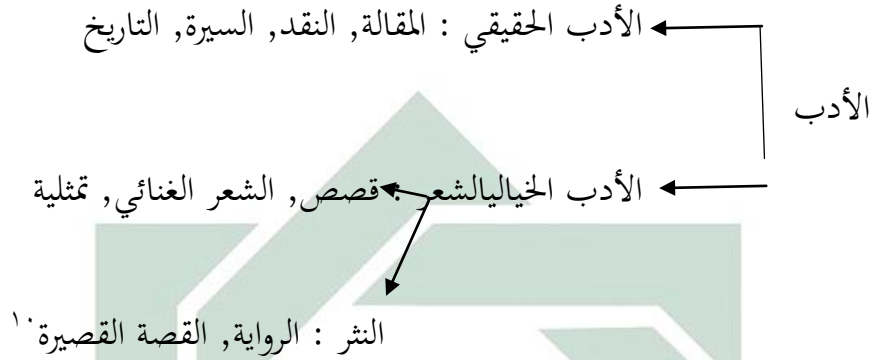 الأدب الحقيقي : المقالة, النقد, السيرة, التاريخ
الأدب
الأدب الخيالي الشعر : قصص, الشعر الغنائي, تمثلية
النثر : الرواية, القصة القصيرة١٠